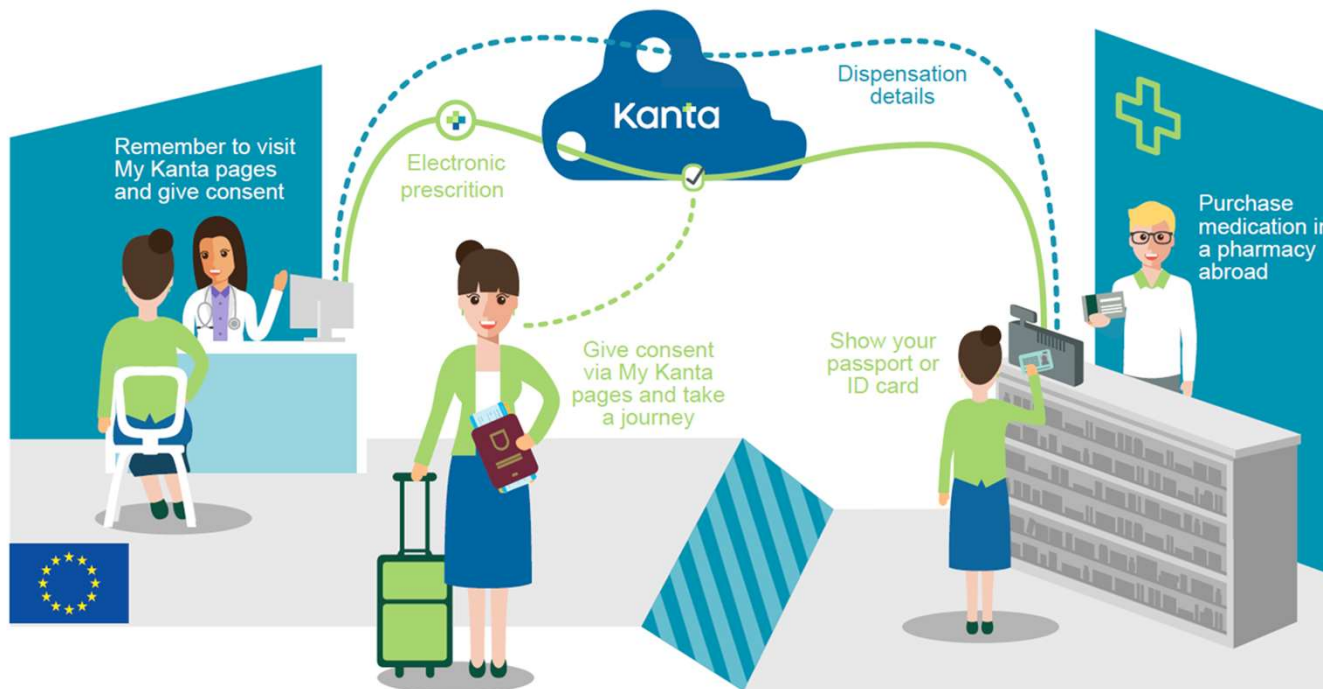 Remember to visit
My Kanta pages
and give consent
Electronic
prescrition
Kanta
Dispensation
details
Give consent
via My Kanta
pages and take
a journey
Show your
passport or
ID card
Purchase
medication in
a pharmacy
abroad